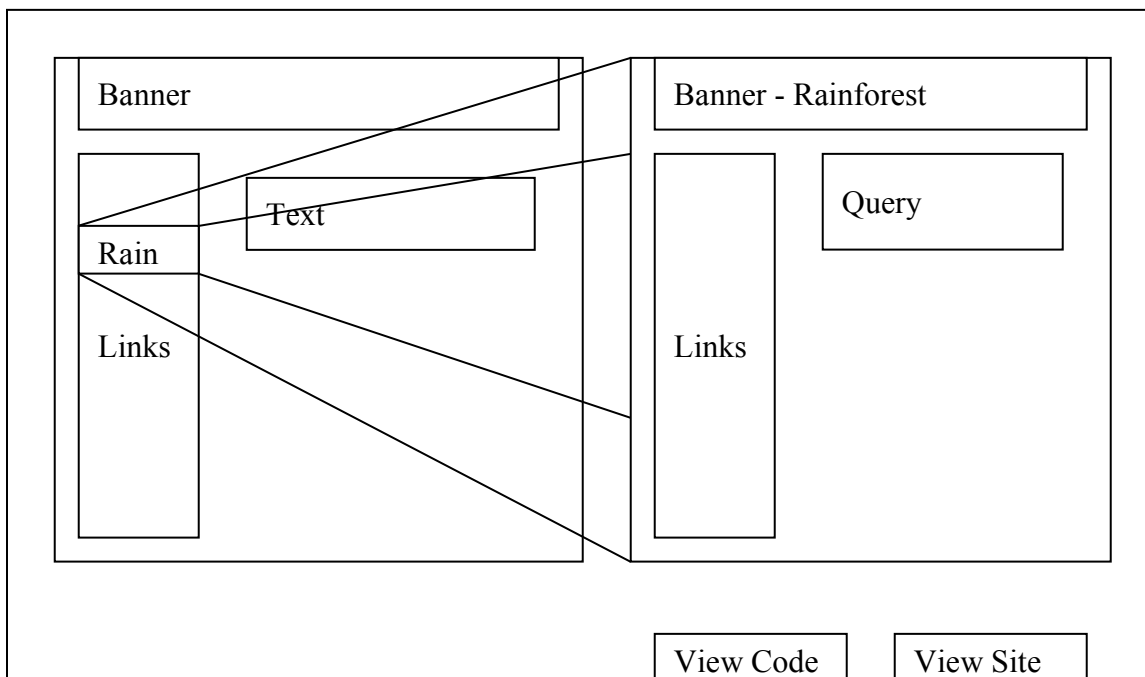 Banner
Text
Rain
Links
Banner - Rainforest
Query
Links
View Code
View Site